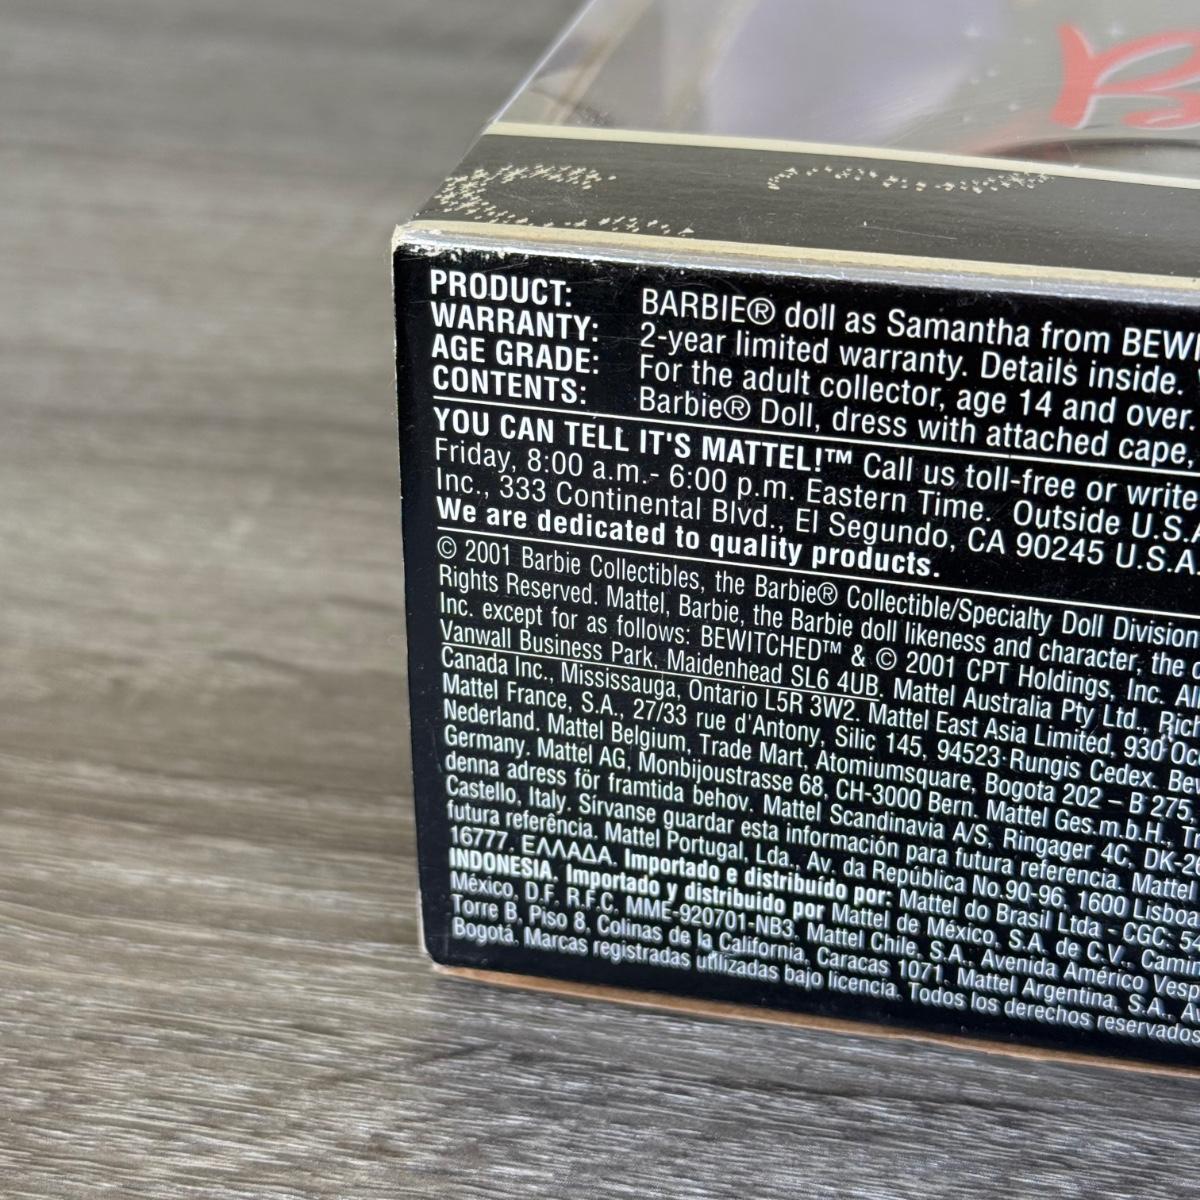 PRODUCT: BARBIE® doll as Samantha from
WARRANTY: 2-year limited warranty. Details inside.
AGE GRADE: For the adult collector, age 14 and over.
CONTENTS: Barbie® Doll, dress with attached cape,
YOU CAN TELL IT'S MATTEL!™ Call us toll-free or write
Friday, 8:00 a.m.- 6:00 p.m. Eastern Time. Outside U.S.A.
Inc., 333 Continental Blvd., El Segundo, CA 90245 U.S.A.
We are dedicated to quality products.
© 2001 Barbie Collectibles, the Barbie® Collectible/Specialty Doll Division
Rights Reserved. Mattel, Barbie, the Barbie doll likeness and character, the
Inc. except for as follows: BEWITCHED™ & © 2001 CPT Holdings, Inc.
Vanwall Business Park, Maidenhead SL6 4UB. Mattel Australia Pty Ltd.,
Canada Inc., Mississauga, Ontario L5R 3W2. Mattel East Asia Limited, 930
Mattel France, S.A., 27/33 rue d'Antony, Silic 145, 94523 Rungis Cedex.
Nederland. Mattel Belgium, Trade Mart, Atomiumsquare, Bogota 202 – B 275,
Germany. Mattel AG, Monbijoustrasse 68, CH-3000 Bern. Mattel Ges.m.b.H.,
denna adress för framtida behov. Mattel Scandinavia A/S, Ringager 4C,
Castello, Italy. Sírvanse guardar esta información para futura referencia. Mattel
futura referência. Mattel Portugal, Lda., Av. da República No.90-96, 1600 Lisboa
16777. ΕΛΛΑΔΑ. Importado e distribuído por: Mattel do Brasil Ltda - CGC:
INDONESIA. Importado y distribuido por Mattel de México, S.A. de C.V.,
México, D.F. R.F.C. MME-920701-NB3. Mattel Chile, S.A., Avenida Américo
Torre B, Piso 8, Colinas de la California, Caracas 1071. Mattel Argentina, S.A.,
Bogotá. Marcas registradas utilizadas bajo licencia. Todos los derechos reservados